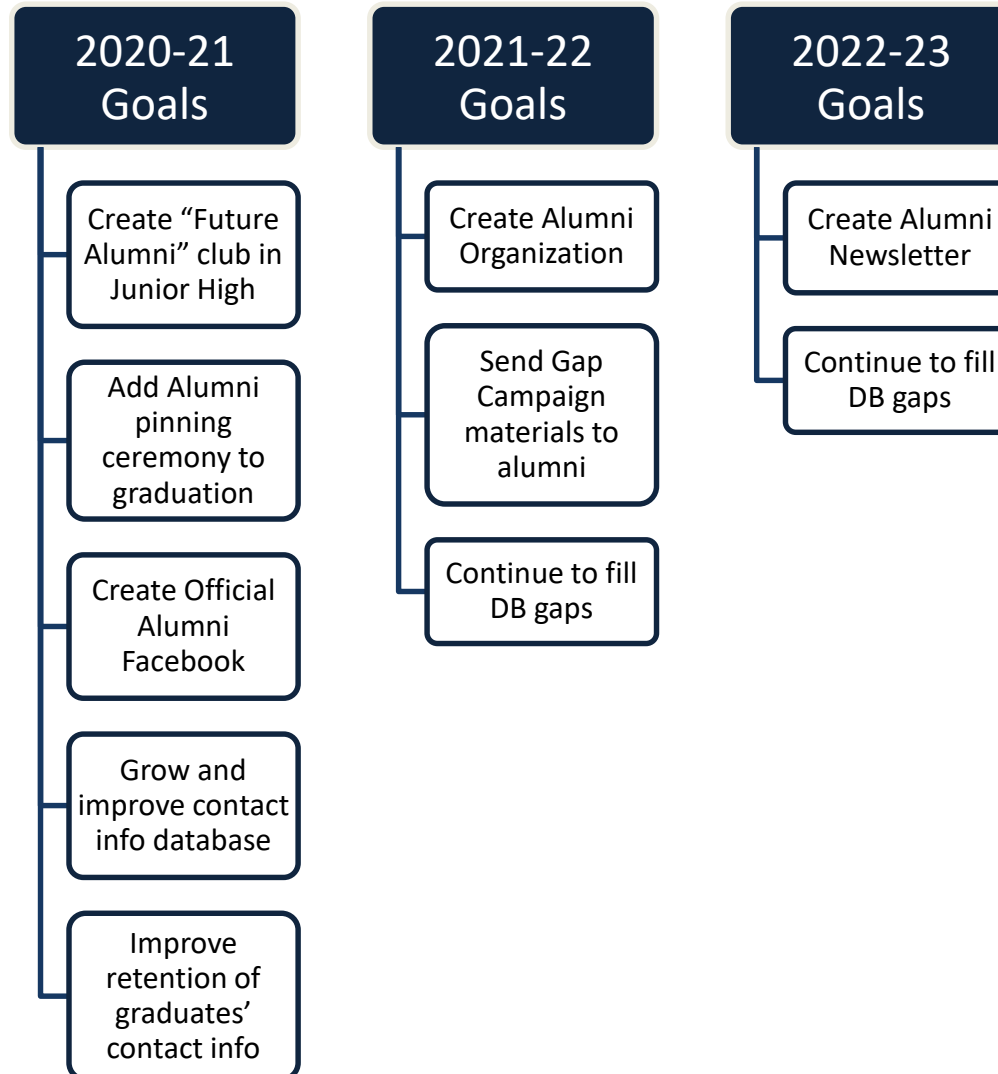 2020-21
Goals
Create “Future
Alumni” club in
Junior High
Add Alumni
pinning
ceremony to
graduation
Create Official
Alumni
Facebook
Grow and
improve contact
info database
Improve
retention of
graduates’
contact info
2021-22
Goals
Create Alumni
Organization
Send Gap
Campaign
materials to
alumni
Continue to fill
DB gaps
2022-23
Goals
Create Alumni
Newsletter
Continue to fill
DB gaps